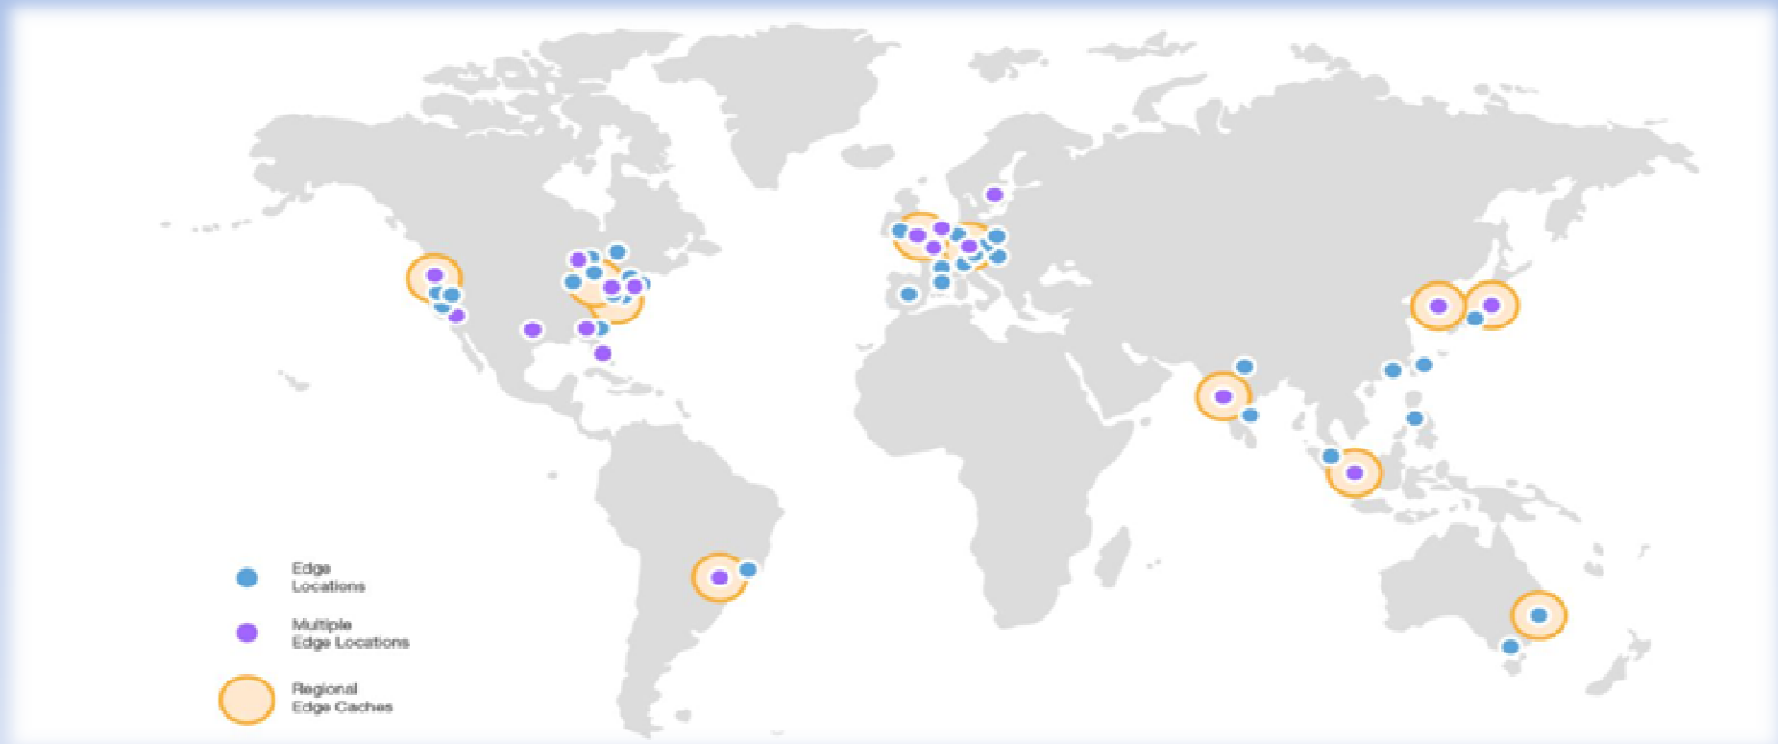 Edge
Locations
Multiple
Edge Locations
Regional
Edge Caches